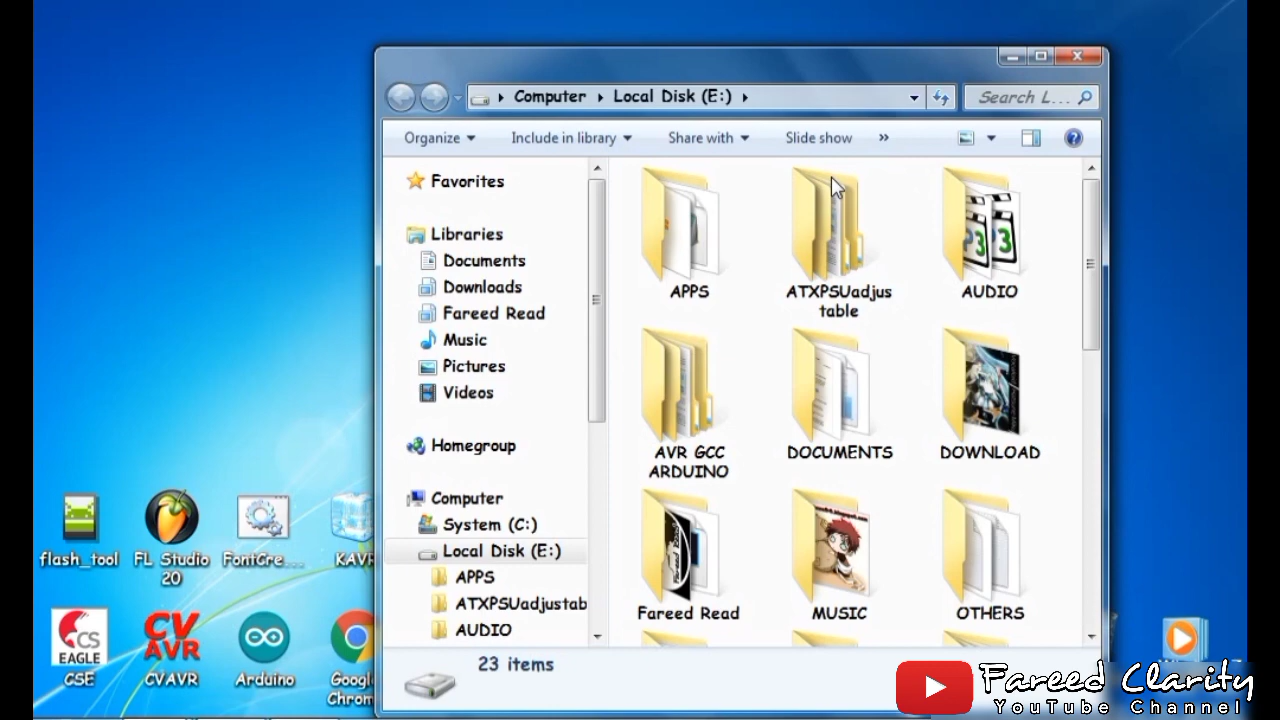 Computer
Local Disk (E:)
Search L...
Organize
Include in library
Share with
Slide show
»
Favorites
Libraries
Documents
Downloads
Fareed Read
Music
Pictures
Videos
Homegroup
Computer
System (C:)
Local Disk (E:)
APPS
ATXPSUadjustab
AUDIO
APPS
ATXPSUadjus
table
AUDIO
AVR GCC
ARDUINO
DOCUMENTS
DOWNLOAD
Fareed Read
MUSIC
OTHERS
23 items
flash_tool
FL Studio
20
FontCre...
KAVR
CS
EAGLE
CSE
CV
AVR
CVAVR
Arduino
Google
Chrom
Fareed Clarity
YouTube Channel